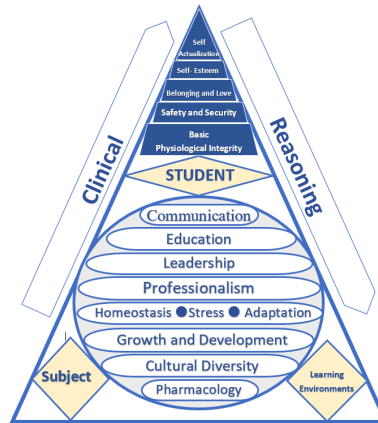 Self
Actualization
Self- Esteem
Belonging and Love
Safety and Security
Basic
Physiological Integrity
Clinical
Reasoning
STUDENT
Communication
Education
Leadership
Professionalism
Homeostasis ●Stress ● Adaptation
Growth and Development
Cultural Diversity
Pharmacology
Subject
Learning
Environments